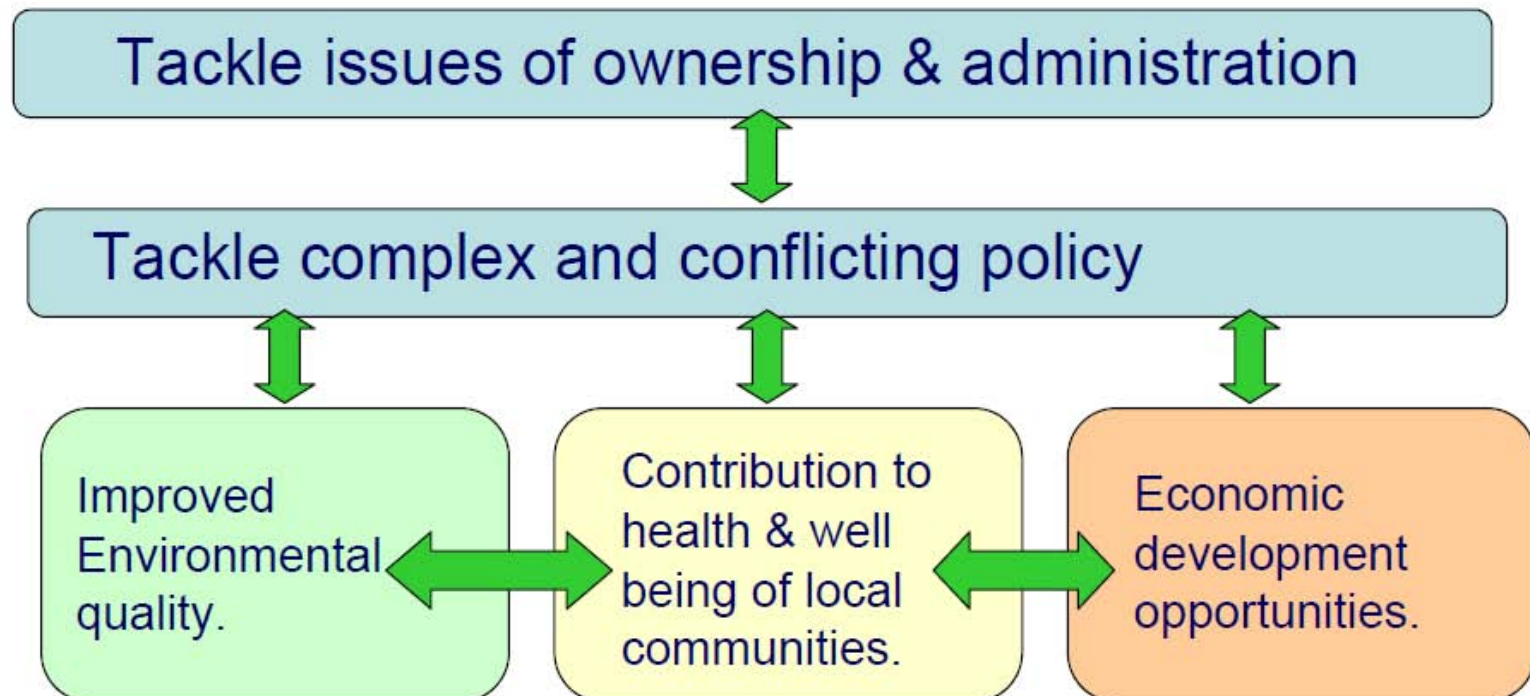 Tackle issues of ownership & administration
Tackle complex and conflicting policy
Improved
Environmental
quality.
Contribution to
health & well
being of local
communities.
Economic
development
opportunities.